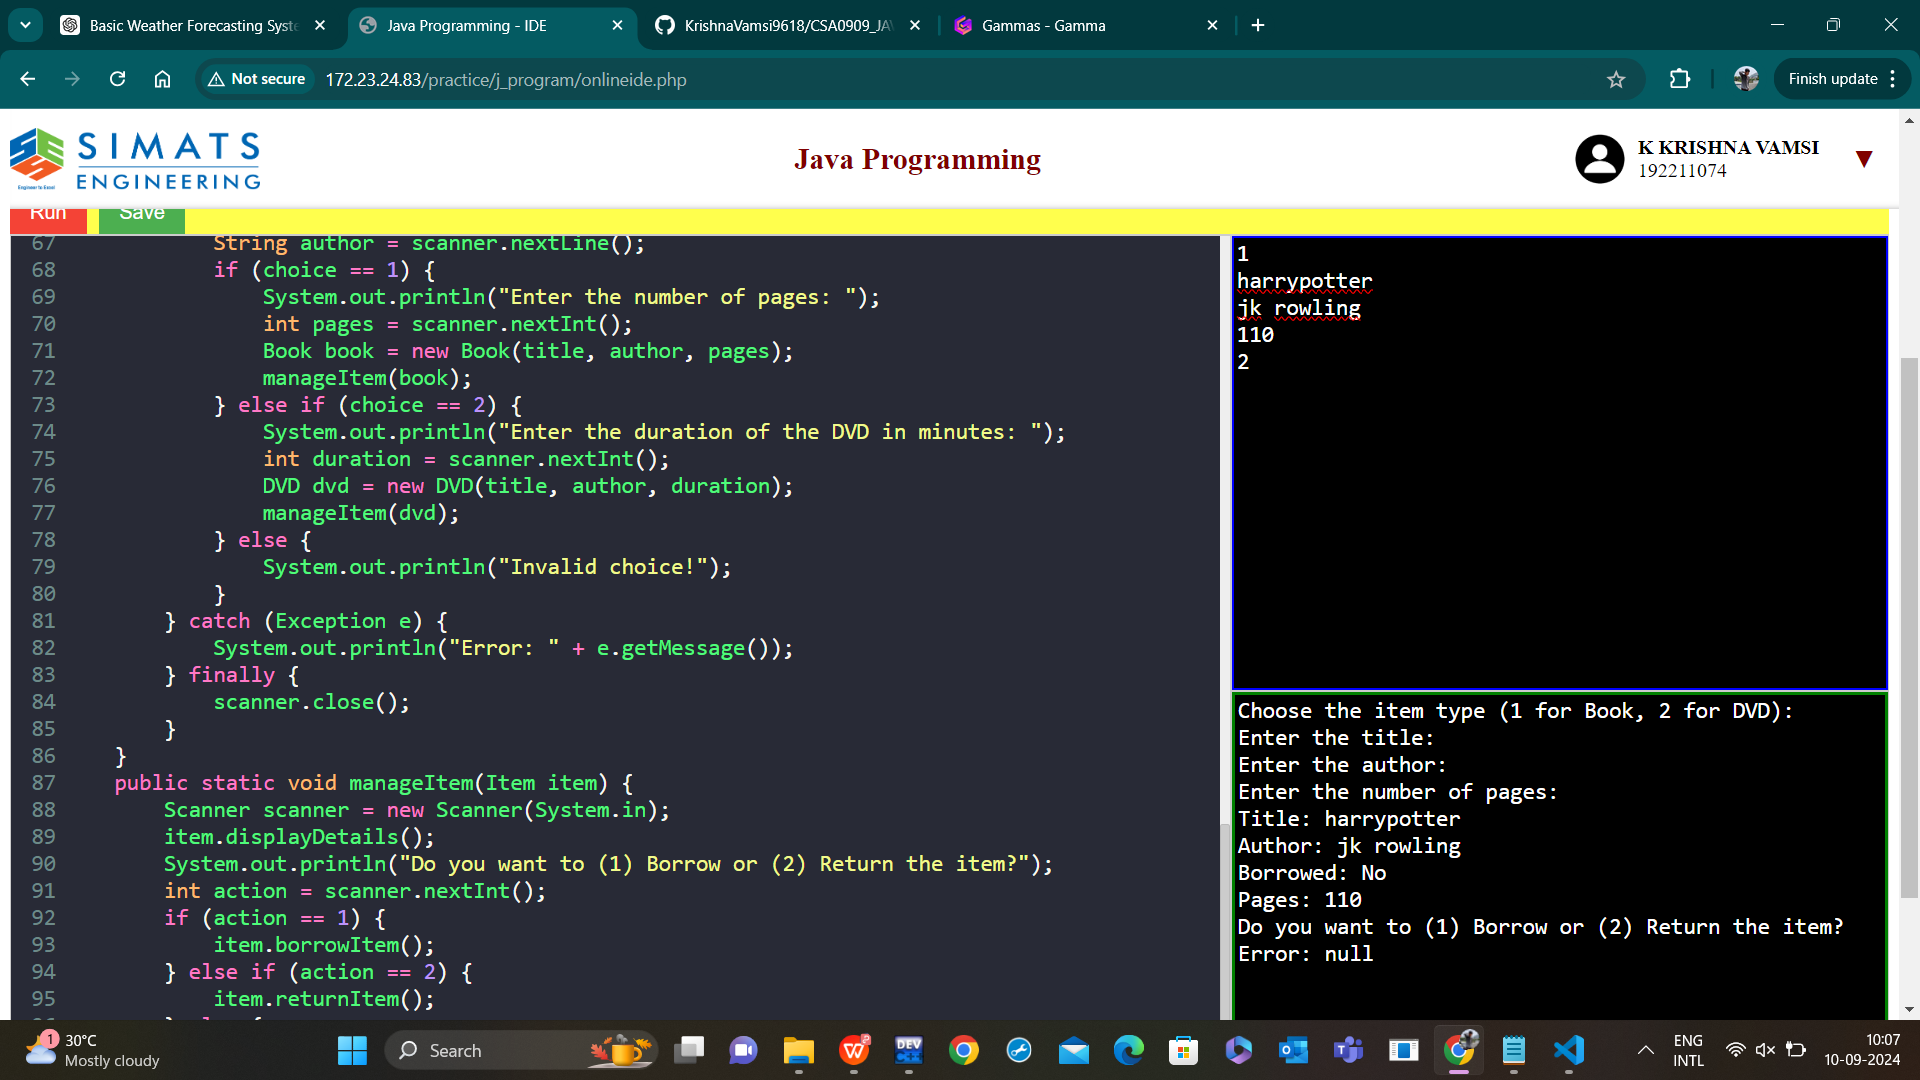 Basic Weather Forecasting Syste
Java Programming - IDE
KrishnaVamsi9618/CSA0909_JAV
Gammas - Gamma
Not secure
172.23.24.83/practice/j_program/onlineide.php
Finish update
SIMATS
ENGINEERING
Engineer to Excel
Java Programming
K KRISHNA VAMSI
192211074
Run
Save
67 String author = scanner.nextLine();
68 if (choice == 1) {
69 System.out.println("Enter the number of pages: ");
70 int pages = scanner.nextInt();
71 Book book = new Book(title, author, pages);
72 manageItem(book);
73 } else if (choice == 2) {
74 System.out.println("Enter the duration of the DVD in minutes: ");
75 int duration = scanner.nextInt();
76 DVD dvd = new DVD(title, author, duration);
77 manageItem(dvd);
78 } else {
79 System.out.println("Invalid choice!");
80 }
81 } catch (Exception e) {
82 System.out.println("Error: " + e.getMessage());
83 } finally {
84 scanner.close();
85 }
86 }
87 public static void manageItem(Item item) {
88 Scanner scanner = new Scanner(System.in);
89 item.displayDetails();
90 System.out.println("Do you want to (1) Borrow or (2) Return the item?");
91 int action = scanner.nextInt();
92 if (action == 1) {
93 item.borrowItem();
94 } else if (action == 2) {
95 item.returnItem();
1
harrypotter
jk rowling
110
2
Choose the item type (1 for Book, 2 for DVD):
Enter the title:
Enter the author:
Enter the number of pages:
Title: harrypotter
Author: jk rowling
Borrowed: No
Pages: 110
Do you want to (1) Borrow or (2) Return the item?
Error: null
1
30°C
Mostly cloudy
Search
DEV
C++
ENG
INTL
10:07
10-09-2024